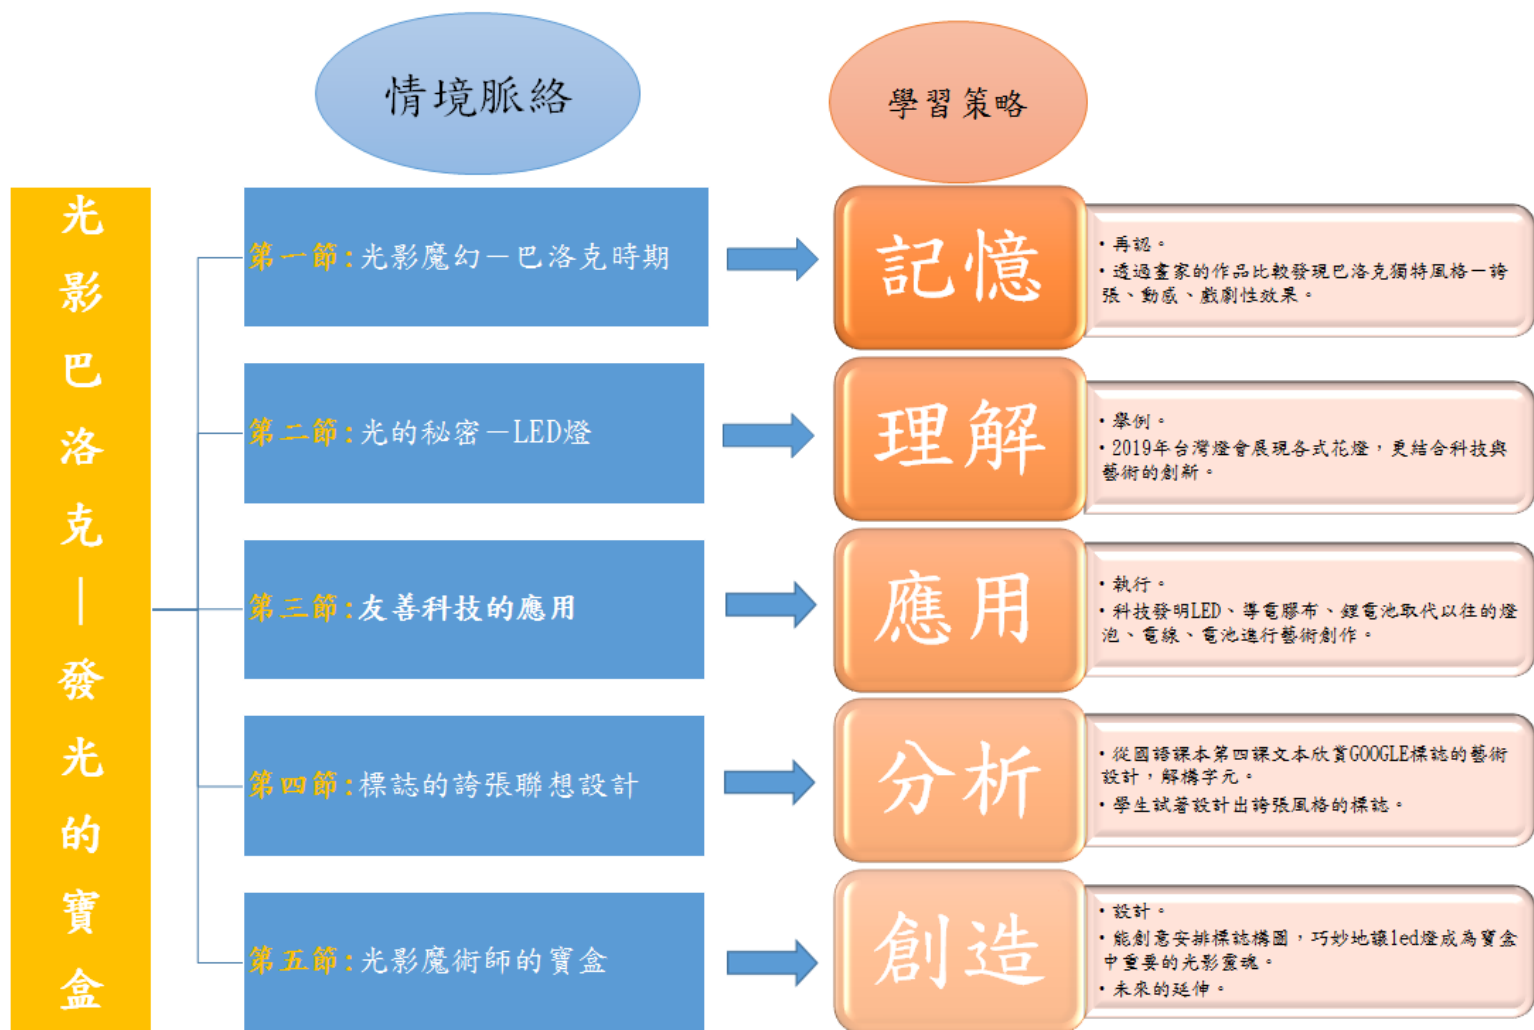 情境脈絡
學習策略
光影巴洛克—發光的寶盒
第一節:光影魔幻－巴洛克時期
記憶
・再認。
・透過畫家的作品比較發現巴洛克獨特風格－誇
張、動感、戲劇性效果。
第二節:光的秘密－LED燈
理解
・舉例。
・2019年台灣燈會展現各式花燈，更結合科技與
藝術的創新。
第三節:友善科技的應用
應用
・執行。
・科技發明LED、導電膠布、鋰電池取代以往的燈
泡、電線、電池進行藝術創作。
第四節:標誌的誇張聯想設計
分析
・從國語課本第四課文本欣賞GOOGLE標誌的藝術
設計，解構字元。
・學生試著設計出誇張風格的標誌。
第五節:光影魔術師的寶盒
創造
・設計。
・能創意安排標誌構圖，巧妙地讓led燈成為寶盒
中重要的光影靈魂。
・未來的延伸。